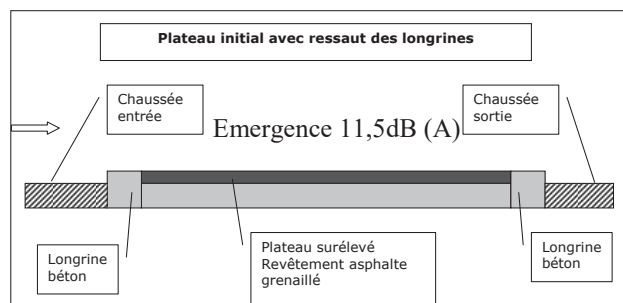 Plateau initial avec ressaut des longrines
Chaussée
entrée
Chaussée
sortie
Emergence 11,5dB (A)
Longrine
béton
Plateau surélevé
Revêtement asphalte
grenaillé
Longrine
béton